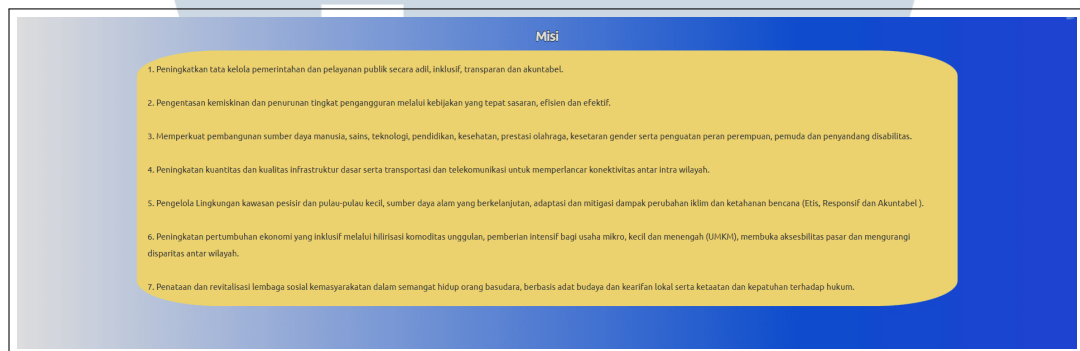 Misi
1. Peningkatkan tata kelola pemerintahan dan pelayanan publik secara adil, inklusif, transparan dan akuntabel.
2. Pengentasan kemiskinan dan penurunan tingkat pengangguran melalui kebijakan yang tepat sasaran, efisien dan efektif.
3. Memperkuat pembangunan sumber daya manusia, sains, teknologi, pendidikan, kesehatan, prestasi olahraga, kesetaran gender serta penguatan peran perempuan, pemuda dan penyandang disabilitas.
4. Peningkatan kuantitas dan kualitas infrastruktur dasar serta transportasi dan telekomunikasi untuk memperlancar konektivitas antar intra wilayah.
5. Pengelola Lingkungan kawasan pesisir dan pulau-pulau kecil, sumber daya alam yang berkelanjutan, adaptasi dan mitigasi dampak perubahan iklim dan ketahanan bencana (Etis, Responsif dan Akuntabel ).
6. Peningkatan pertumbuhan ekonomi yang inklusif melalui hilirisasi komoditas unggulan, pemberian intensif bagi usaha mikro, kecil dan menengah (UMKM), membuka aksesbilitas pasar dan mengurangi
disparitas antar wilayah.
7. Penataan dan revitalisasi lembaga sosial kemasyarakatan dalam semangat hidup orang basudara, berbasis adat budaya dan kearifan lokal serta ketaatan dan kepatuhan terhadap hukum.